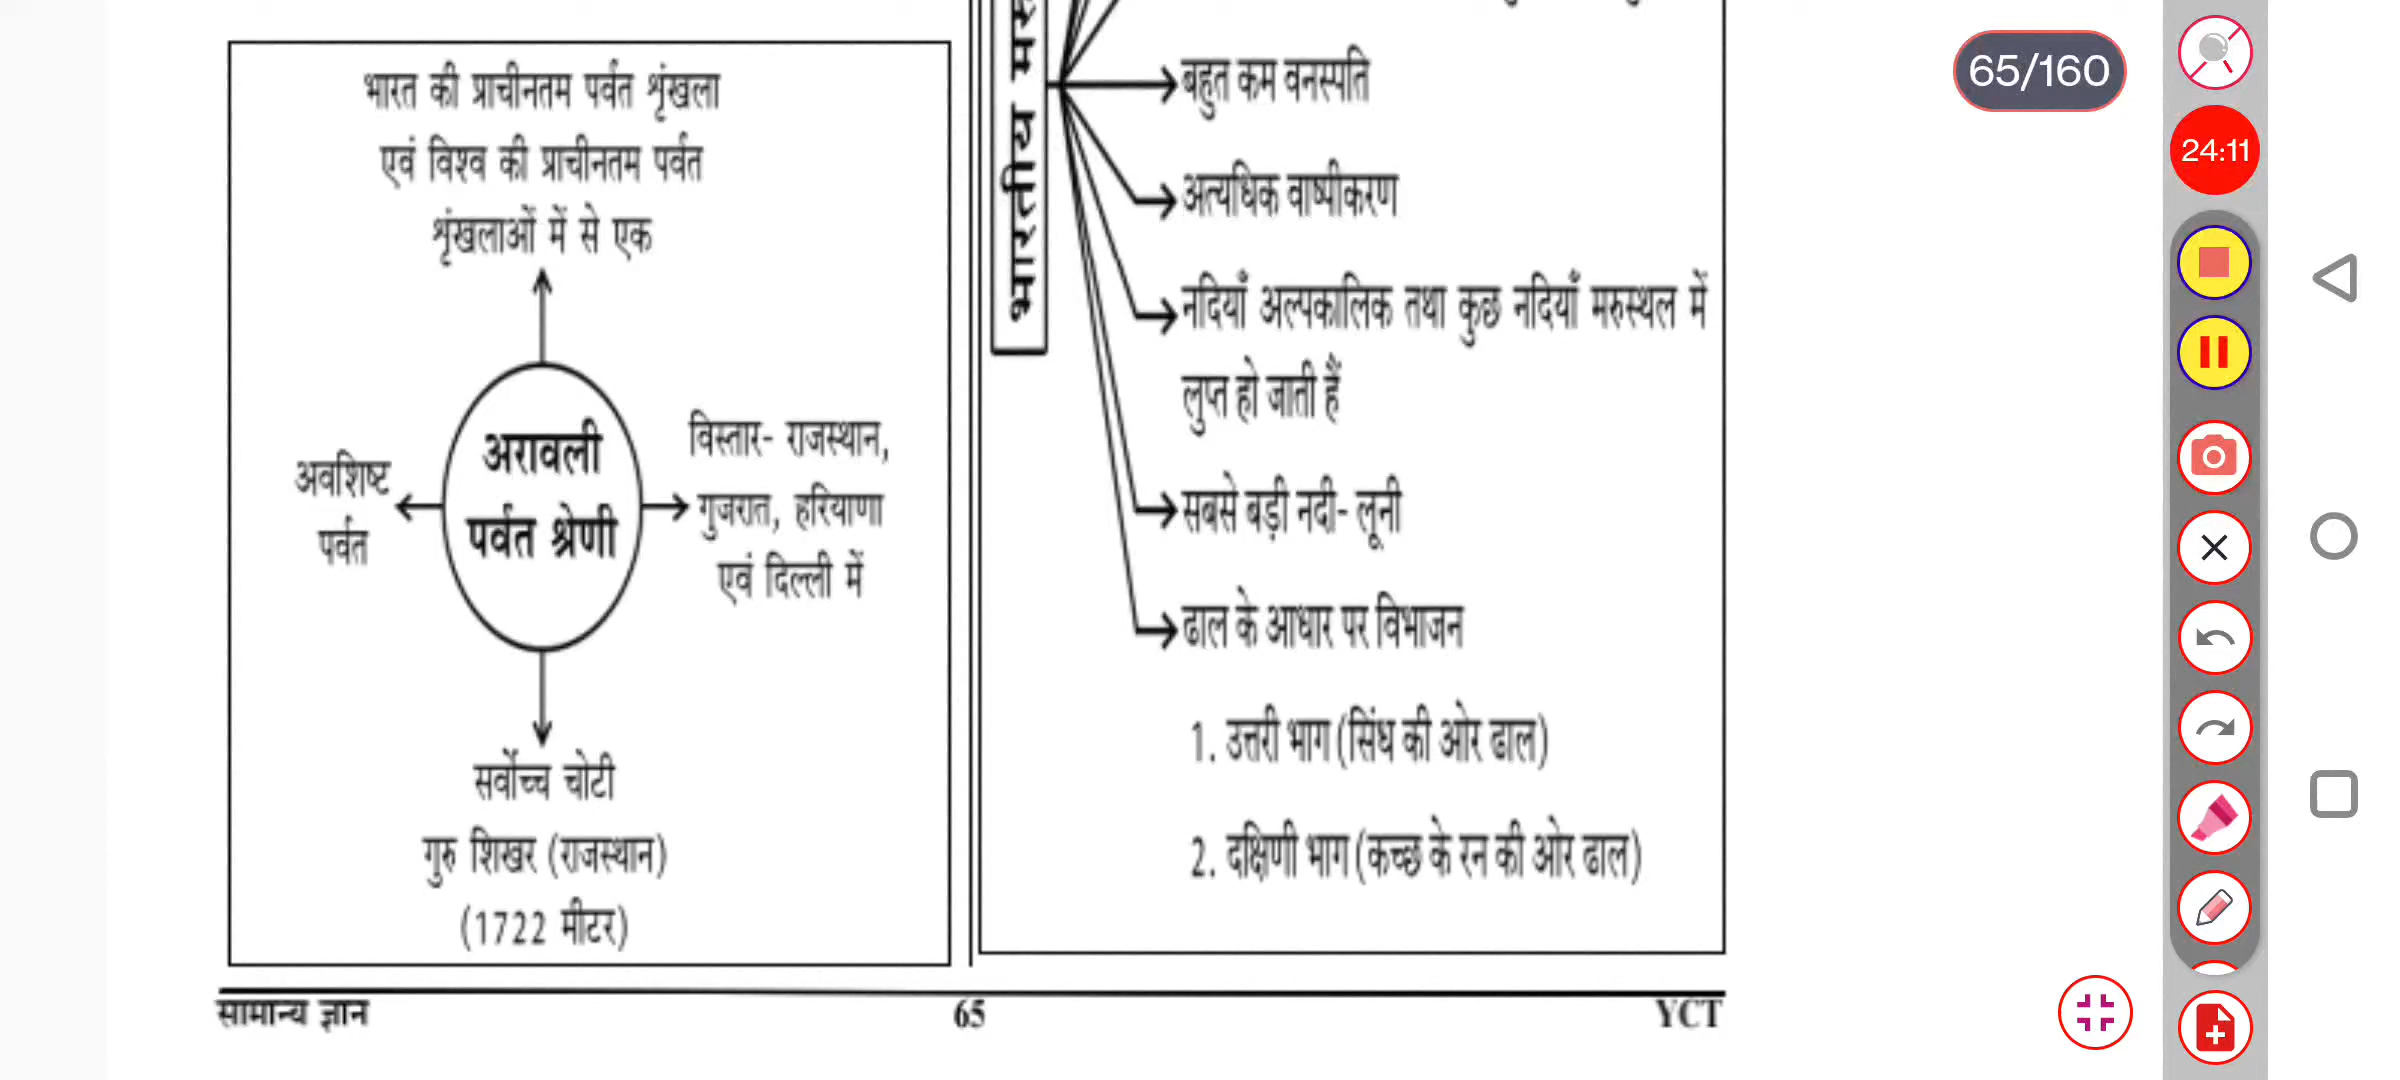 भारत की प्राचीनतम पर्वत शृंखला
एवं विश्व की प्राचीनतम पर्वत
शृंखलाओं में से एक
अरावली
पर्वत श्रेणी
अवशिष्ट
पर्वत
विस्तार- राजस्थान,
गुजरात, हरियाणा
एवं दिल्ली में
सर्वोच्च चोटी
गुरु शिखर (राजस्थान)
(1722 मीटर)
भारतीय
बहुत कम वनस्पति
अत्यधिक वाष्पीकरण
नदियाँ अल्पकालिक तथा कुछ नदियाँ मरुस्थल में
लुप्त हो जाती हैं
सबसे बड़ी नदी- लूनी
ढाल के आधार पर विभाजन
1. उत्तरी भाग (सिंध की ओर ढाल)
2. दक्षिणी भाग (कच्छ के रन की ओर ढाल)
सामान्य ज्ञान
65
YCT
65/160
24:11